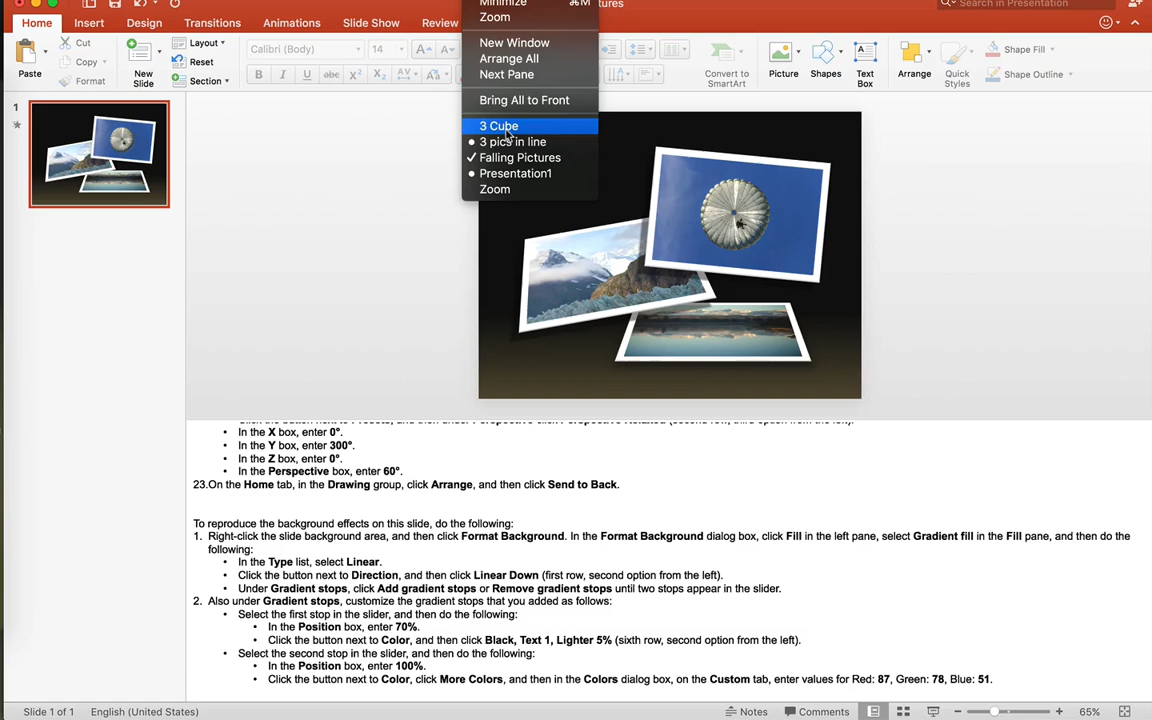 Minimize ⌘M
tures
Search in Presentation
Home Insert Design Transitions Animations Slide Show Review
Zoom
New Window
Arrange All
Next Pane
Bring All to Front
3 Cube
• 3 pics in line
✓ Falling Pictures
• Presentation1
Zoom
Paste
Cut
Copy
Format
New Slide
Layout
Reset
Section
Calibri (Body) 14
B I U abc X² X₂ AV Aa
Convert to SmartArt
Picture
Shapes
Text Box
Arrange
Quick Styles
Shape Fill
Shape Outline
1
• In the X box, enter 0°.
• In the Y box, enter 300°.
• In the Z box, enter 0°.
• In the Perspective box, enter 60°.
23.On the Home tab, in the Drawing group, click Arrange, and then click Send to Back.
To reproduce the background effects on this slide, do the following:
1. Right-click the slide background area, and then click Format Background. In the Format Background dialog box, click Fill in the left pane, select Gradient fill in the Fill pane, and then do the
following:
• In the Type list, select Linear.
• Click the button next to Direction, and then click Linear Down (first row, second option from the left).
• Under Gradient stops, click Add gradient stops or Remove gradient stops until two stops appear in the slider.
2. Also under Gradient stops, customize the gradient stops that you added as follows:
• Select the first stop in the slider, and then do the following:
• In the Position box, enter 70%.
• Click the button next to Color, and then click Black, Text 1, Lighter 5% (sixth row, second option from the left).
• Select the second stop in the slider, and then do the following:
• In the Position box, enter 100%.
• Click the button next to Color, click More Colors, and then in the Colors dialog box, on the Custom tab, enter values for Red: 87, Green: 78, Blue: 51.
Slide 1 of 1 English (United States) Notes Comments 65%